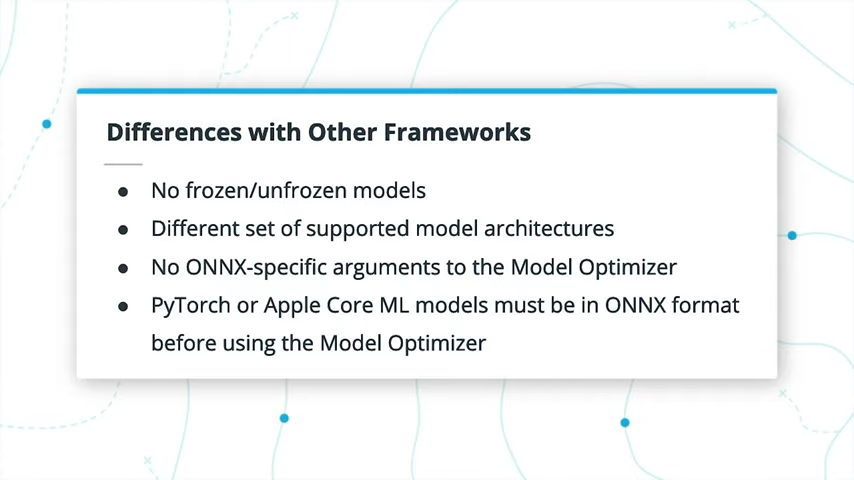 Differences with Other Frameworks
● No frozen/unfrozen models
● Different set of supported model architectures
● No ONNX-specific arguments to the Model Optimizer
● PyTorch or Apple Core ML models must be in ONNX format
before using the Model Optimizer